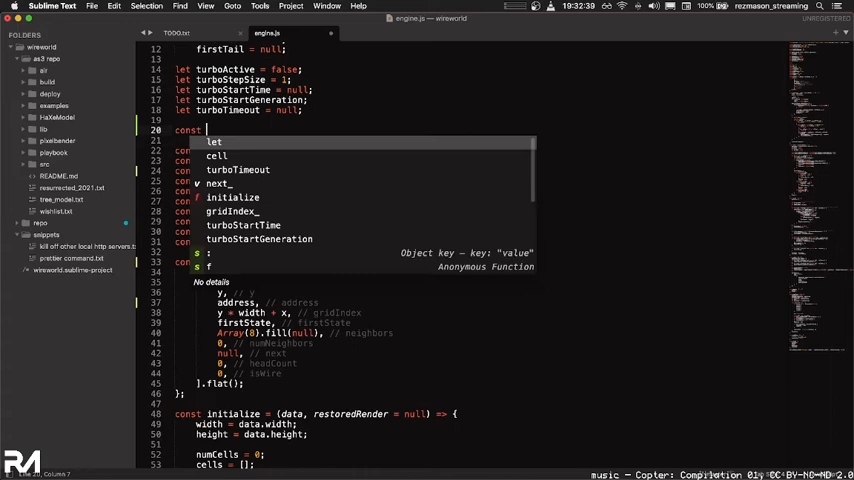 Sublime Text File Edit Selection Find View Goto Tools Project Window Help 100% 19:32:39 rezmason_streaming
engine.js — wireworld UNREGISTERED
FOLDERS
wireworld
as3 repo
air
build
deploy
examples
HaXeModel
lib
pixelbender
playbook
src
README.md
resurrected_2021.txt
tree_model.txt
wishlist.txt
repo
snippets
kill off other local http servers.t
prettier command.txt
wireworld.sublime-project
TODO.txt engine.js
12 firstTail = null;
13
14 let turboActive = false;
15 let turboStepSize = 1;
16 let turboStartTime = null;
17 let turboStartGeneration;
18 let turboTimeout = null;
19
20 const
let
cell
turboTimeout
v next_
f initialize
gridIndex_
turboStartTime
turboStartGeneration
s : Object key — key: "value"
s f Anonymous Function
No details
36 y, // y
37 address, // address
38 y * width + x, // gridIndex
39 firstState, // firstState
40 Array(8).fill(null), // neighbors
41 0, // numNeighbors
42 null, // next
43 0, // headCount
44 0, // isWire
45 ].flat();
46 };
47
48 const initialize = (data, restoredRender = null) => {
49 width = data.width;
50 height = data.height;
51
52 numCells = 0;
53 cells = [];
Line 20, Column 7
RM
music - Copter: Compilation 01, CC BY-NC-ND 2.0